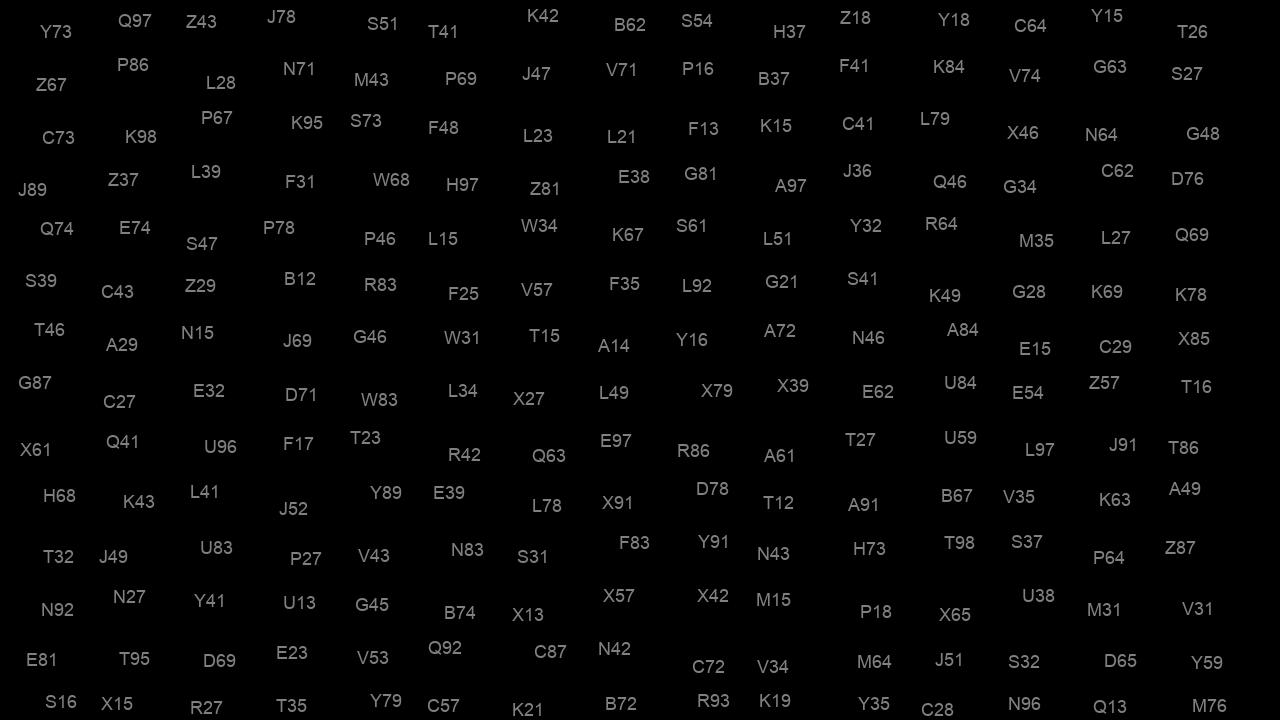 Y73 Q97 Z43 J78 S51 T41 K42 B62 S54 H37 Z18 Y18 C64 Y15 T26
Z67 P86 L28 N71 M43 P69 J47 V71 P16 B37 F41 K84 V74 G63 S27
C73 K98 P67 K95 S73 F48 L23 L21 F13 K15 C41 L79 X46 N64 G48
J89 Z37 L39 F31 W68 H97 Z81 E38 G81 A97 J36 Q46 G34 C62 D76
Q74 E74 S47 P78 P46 L15 W34 K67 S61 L51 Y32 R64 M35 L27 Q69
S39 C43 Z29 B12 R83 F25 V57 F35 L92 G21 S41 K49 G28 K69 K78
T46 A29 N15 J69 G46 W31 T15 A14 Y16 A72 N46 A84 E15 C29 X85
G87 C27 E32 D71 W83 L34 X27 L49 X79 X39 E62 U84 E54 Z57 T16
X61 Q41 U96 F17 T23 R42 Q63 E97 R86 A61 T27 U59 L97 J91 T86
H68 K43 L41 J52 Y89 E39 L78 X91 D78 T12 A91 B67 V35 K63 A49
T32 J49 U83 P27 V43 N83 S31 F83 Y91 N43 H73 T98 S37 P64 Z87
N92 N27 Y41 U13 G45 B74 X13 X57 X42 M15 P18 X65 U38 M31 V31
E81 T95 D69 E23 V53 Q92 C87 N42 C72 V34 M64 J51 S32 D65 Y59
S16 X15 R27 T35 Y79 C57 K21 B72 R93 K19 Y35 C28 N96 Q13 M76